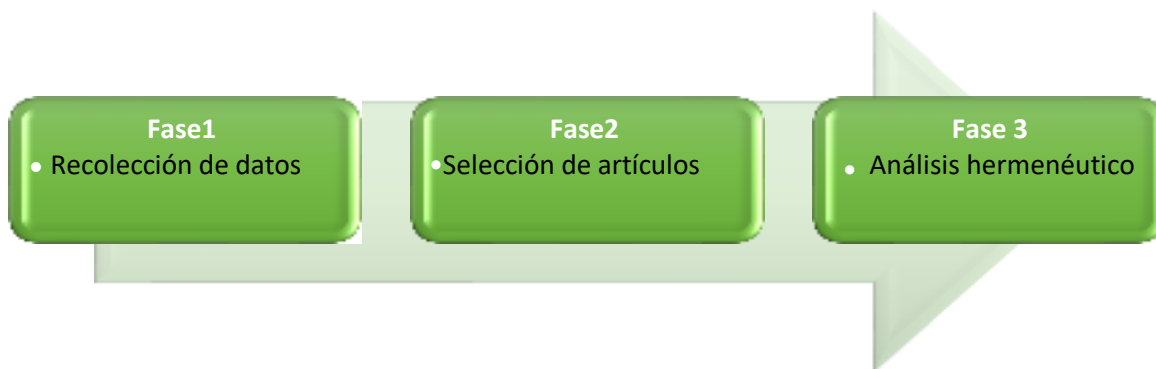 Fase1
• Recolección de datos
Fase2
•Selección de artículos
Fase 3
• Análisis hermenéutico